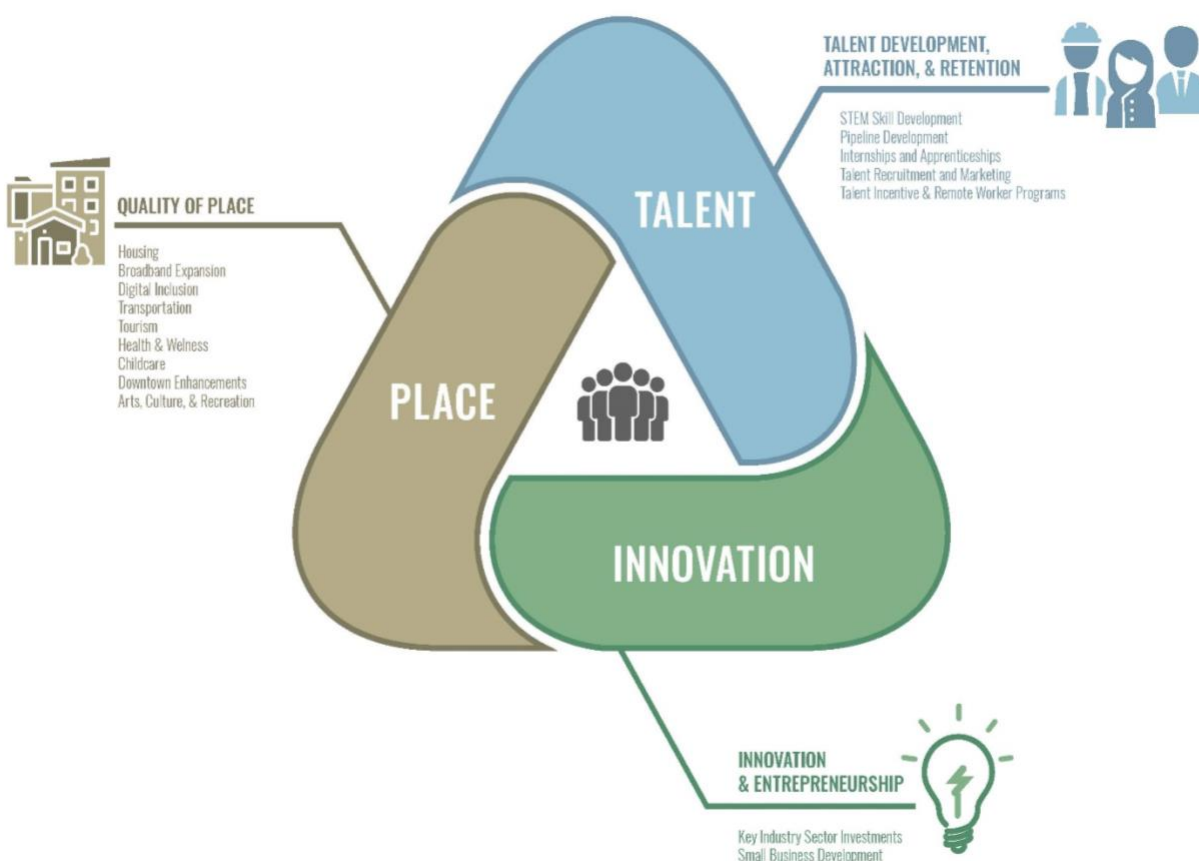 TALENT DEVELOPMENT,
ATTRACTION, & RETENTION
STEM Skill Development
Pipeline Development
Internships and Apprenticeships
Talent Recruitment and Marketing
Talent Incentive & Remote Worker Programs
QUALITY OF PLACE
Housing
Broadband Expansion
Digital Inclusion
Transportation
Tourism
Health & Welness
Childcare
Downtown Enhancements
Arts, Culture, & Recreation
TALENT
PLACE
INNOVATION
INNOVATION
& ENTREPRENEURSHIP
Key Industry Sector Investments
Small Business Development